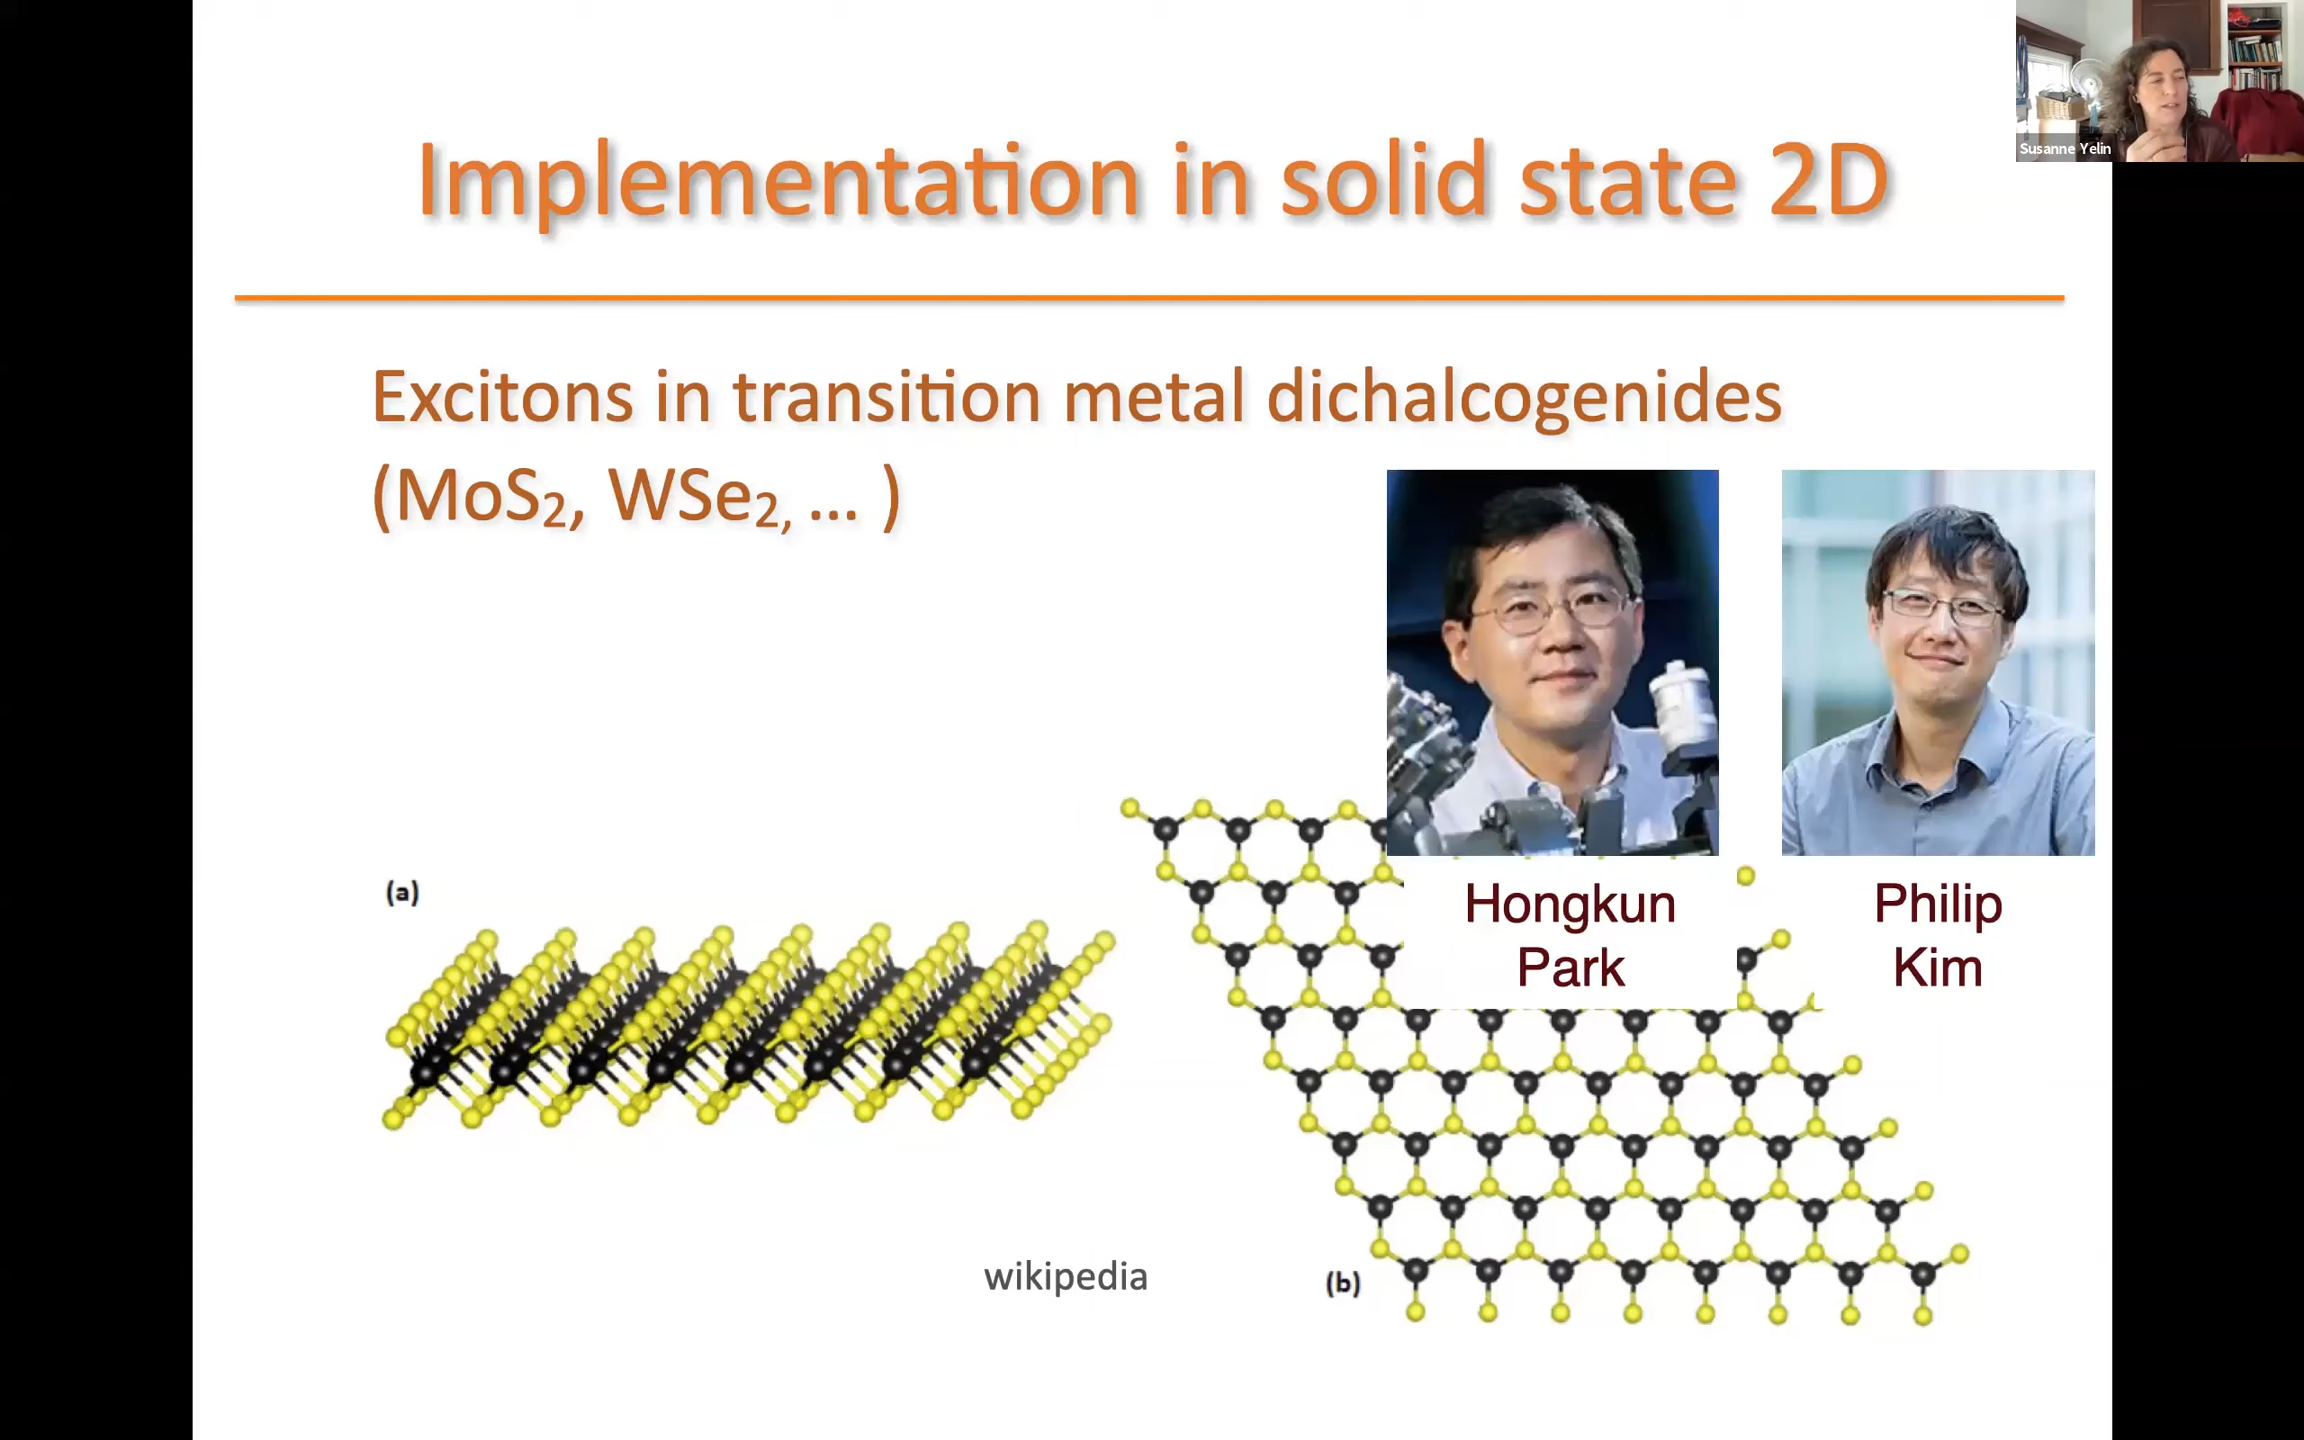 Susanne Yelin
Implementation in solid state 2D
Excitons in transition metal dichalcogenides
(MoS₂, WSe₂, ... )
Hongkun
Park
Philip
Kim
(a)
wikipedia
(b)